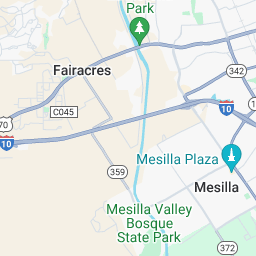 Park
342
Fairacres
10
C045
70
10
Mesilla Plaza
359
Mesilla
Mesilla Valley
Bosque
State Park
372